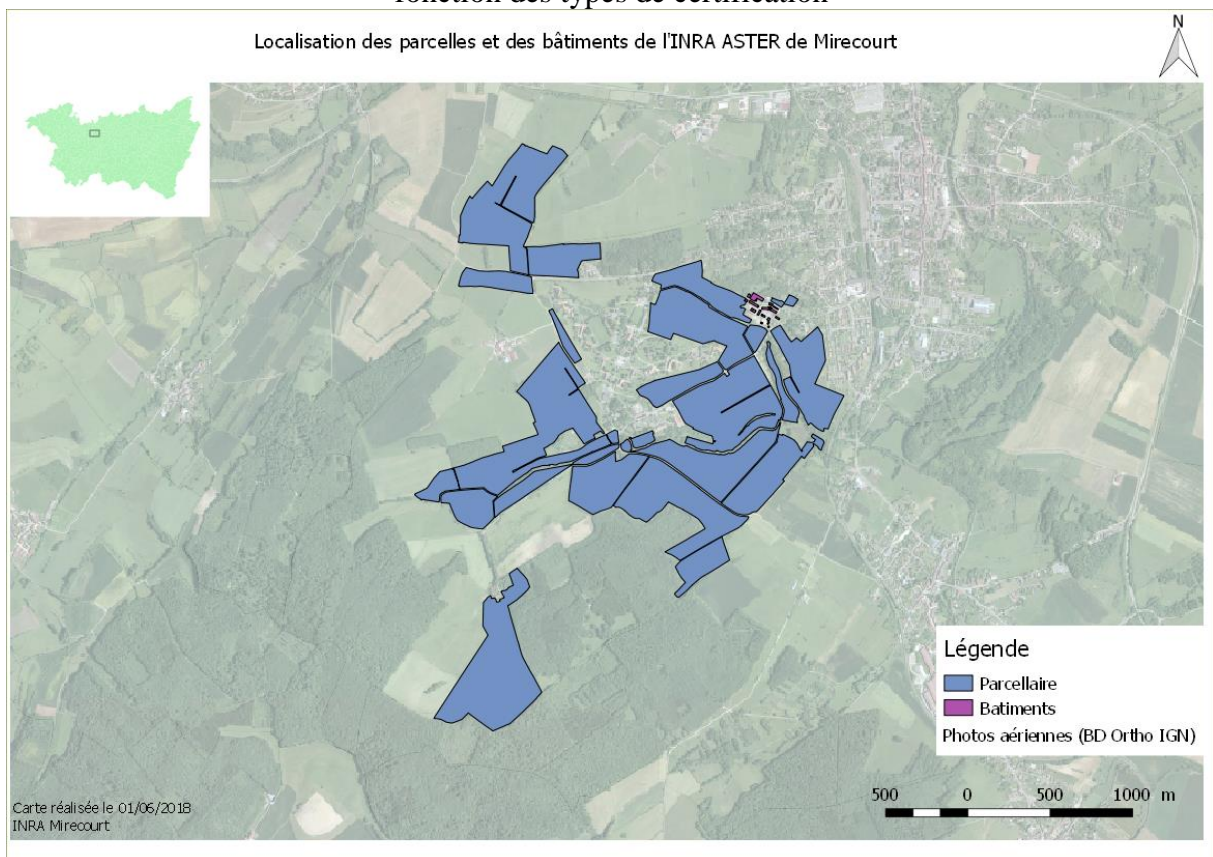 fonction des types de certification
Localisation des parcelles et des bâtiments de l'INRA ASTER de Mirecourt
N
Légende
Parcellaire
Batiments
Photos aériennes (BD Ortho IGN)
500 0 500 1000 m
Carte réalisée le 01/06/2018
INRA Mirecourt